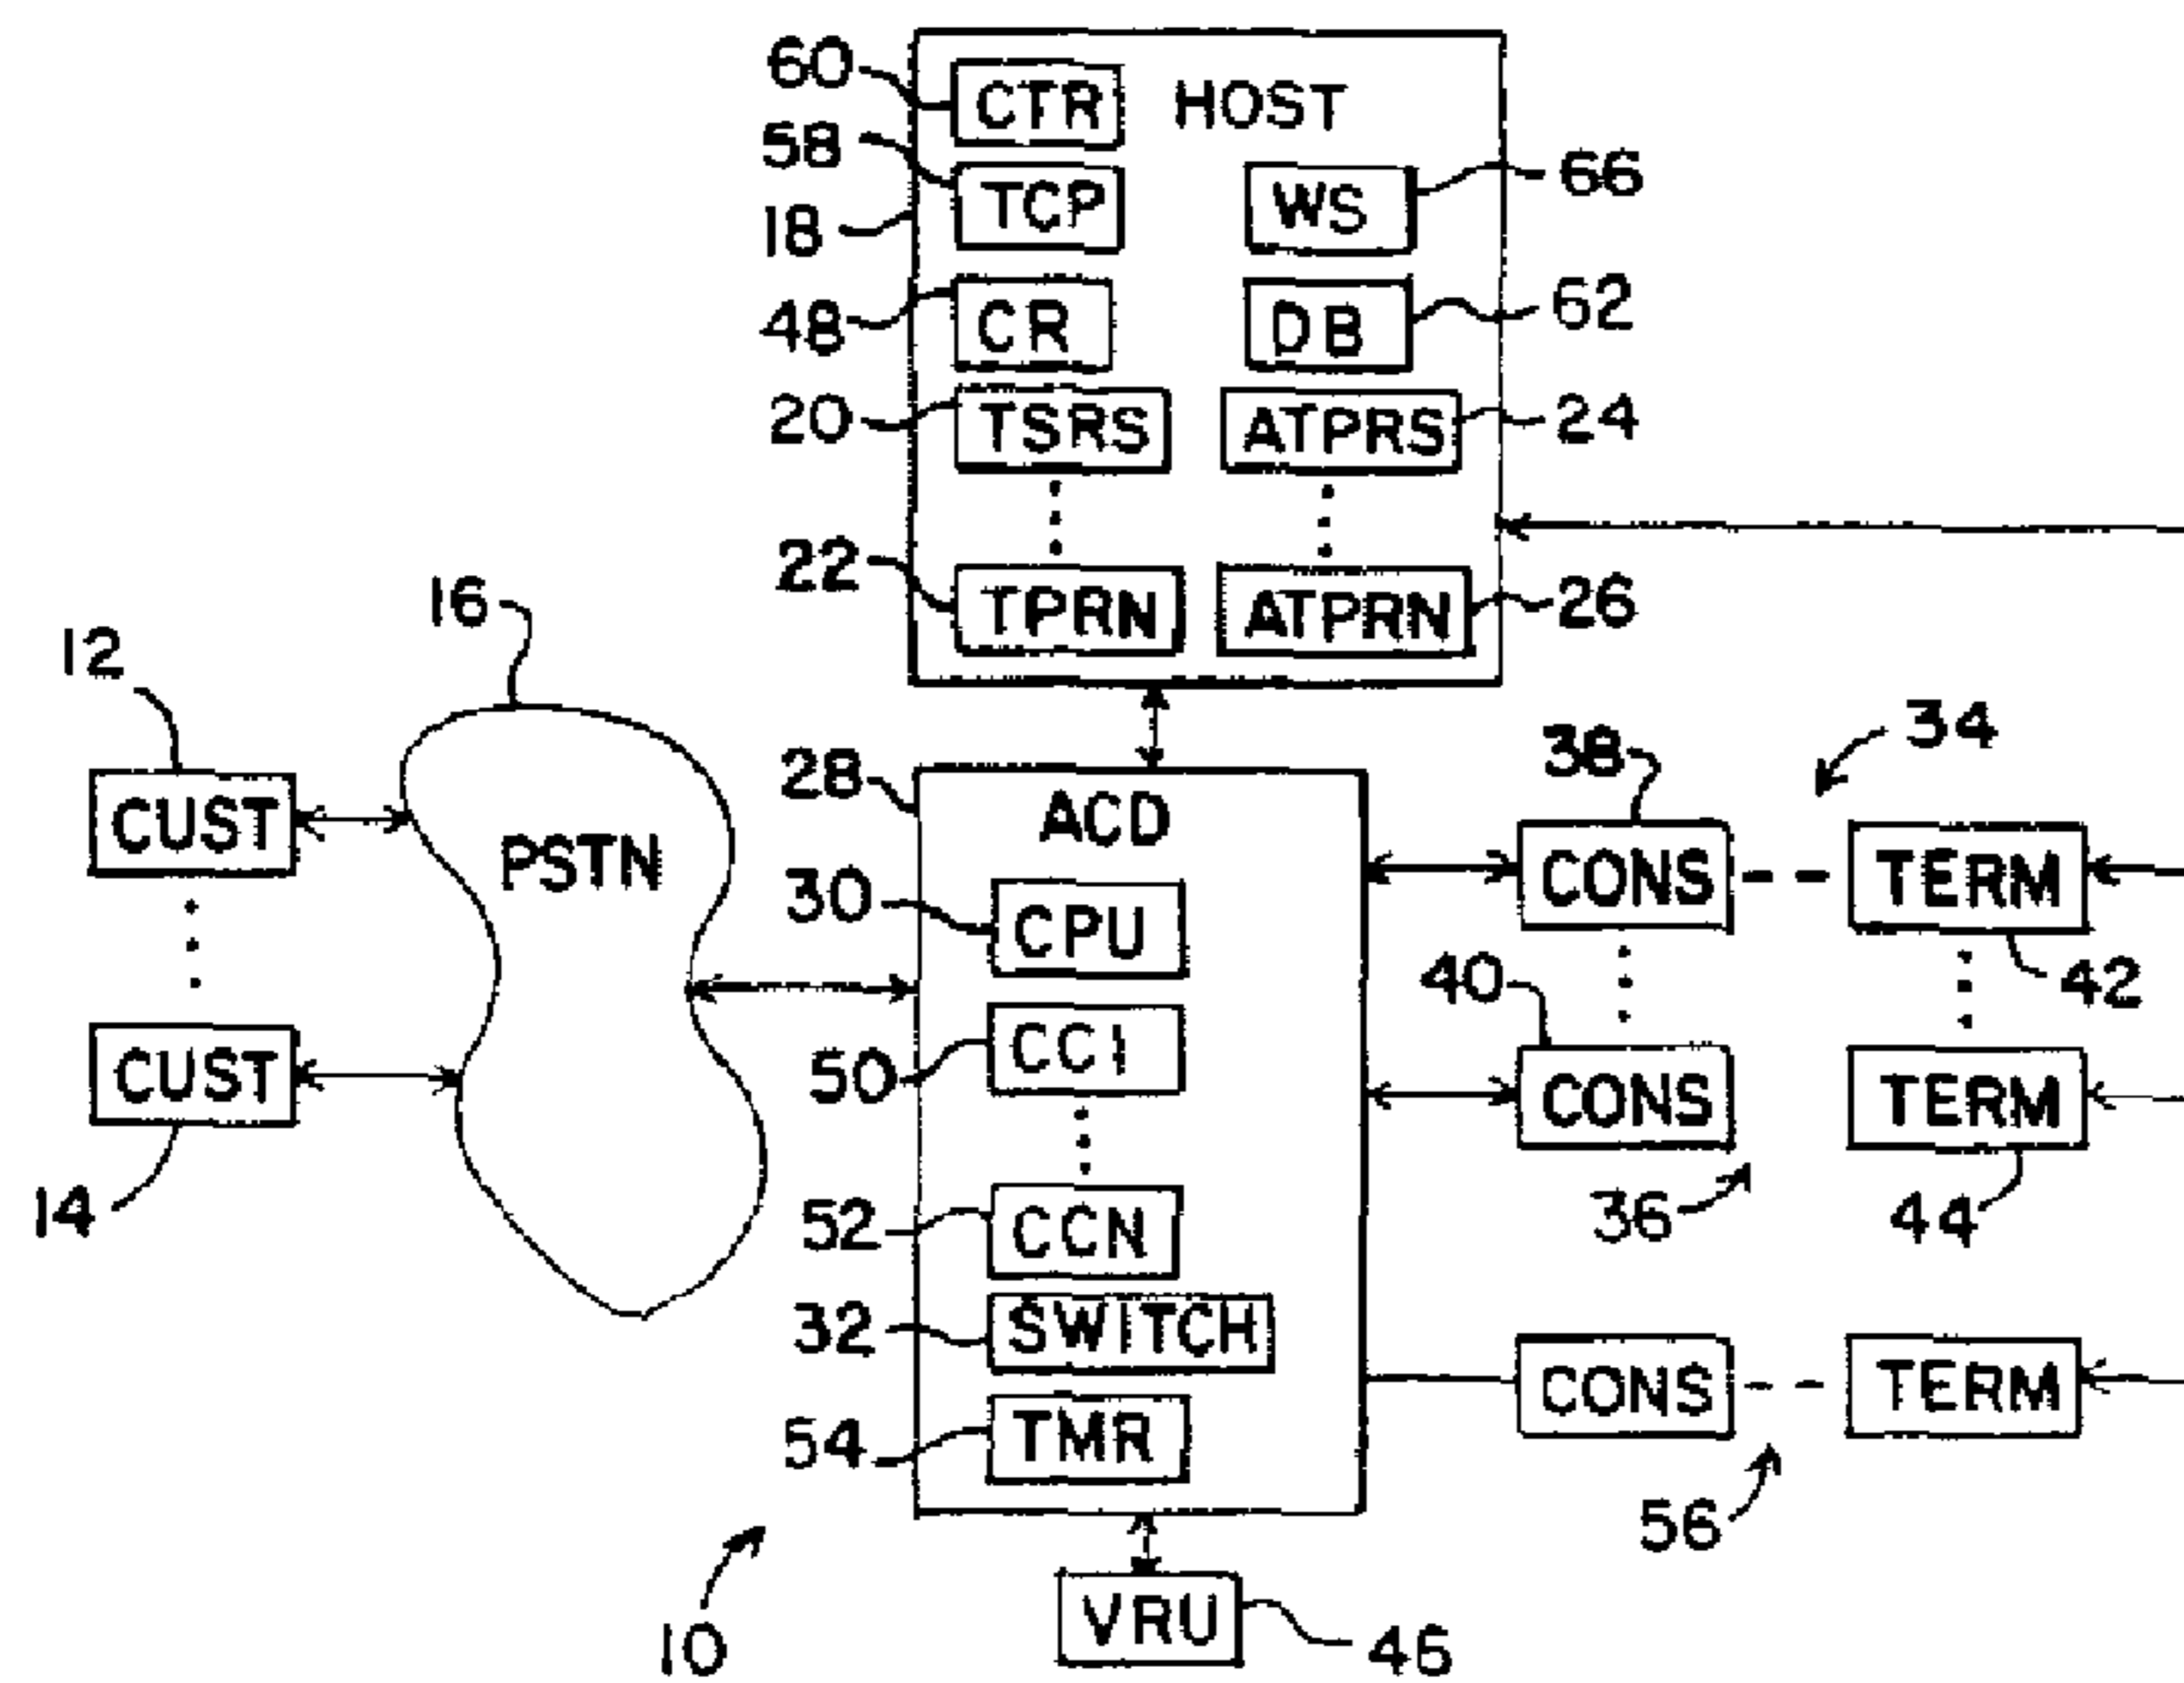 60 CTR HOST
58 TCP WS 66
18
48 CR DB 62
20 TSRS ATPRS 24
22 TPRN ATPRN 26
16
12
34
38
28 ACD
CUST PSTN
30 CPU CONS -- TERM
40 42
50 CC1
CUST CONS TERM
14 52 CCN 36 44
32 SWITCH
CONS -- TERM
54 TMR
56
10 VRU 46